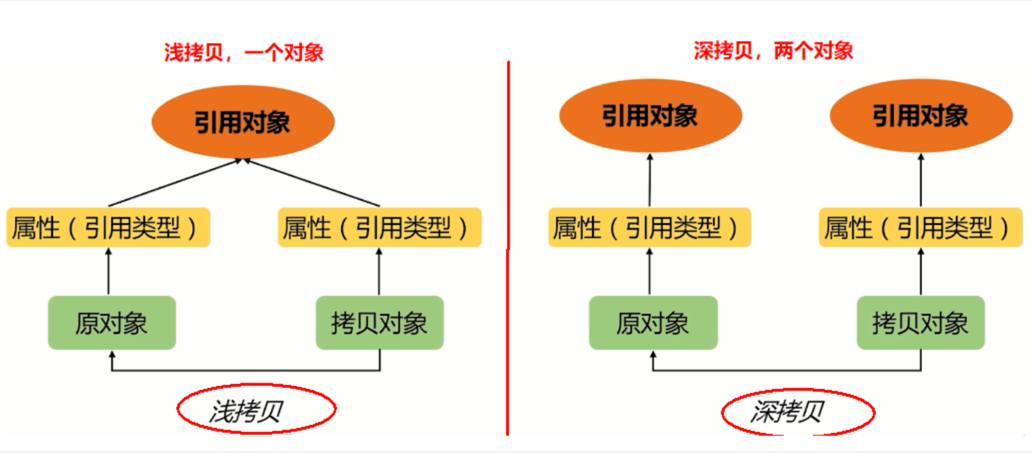 浅拷贝，一个对象
引用对象
属性（引用类型）
属性（引用类型）
原对象
拷贝对象
浅拷贝
深拷贝，两个对象
引用对象
引用对象
属性（引用类型）
属性（引用类型）
原对象
拷贝对象
深拷贝